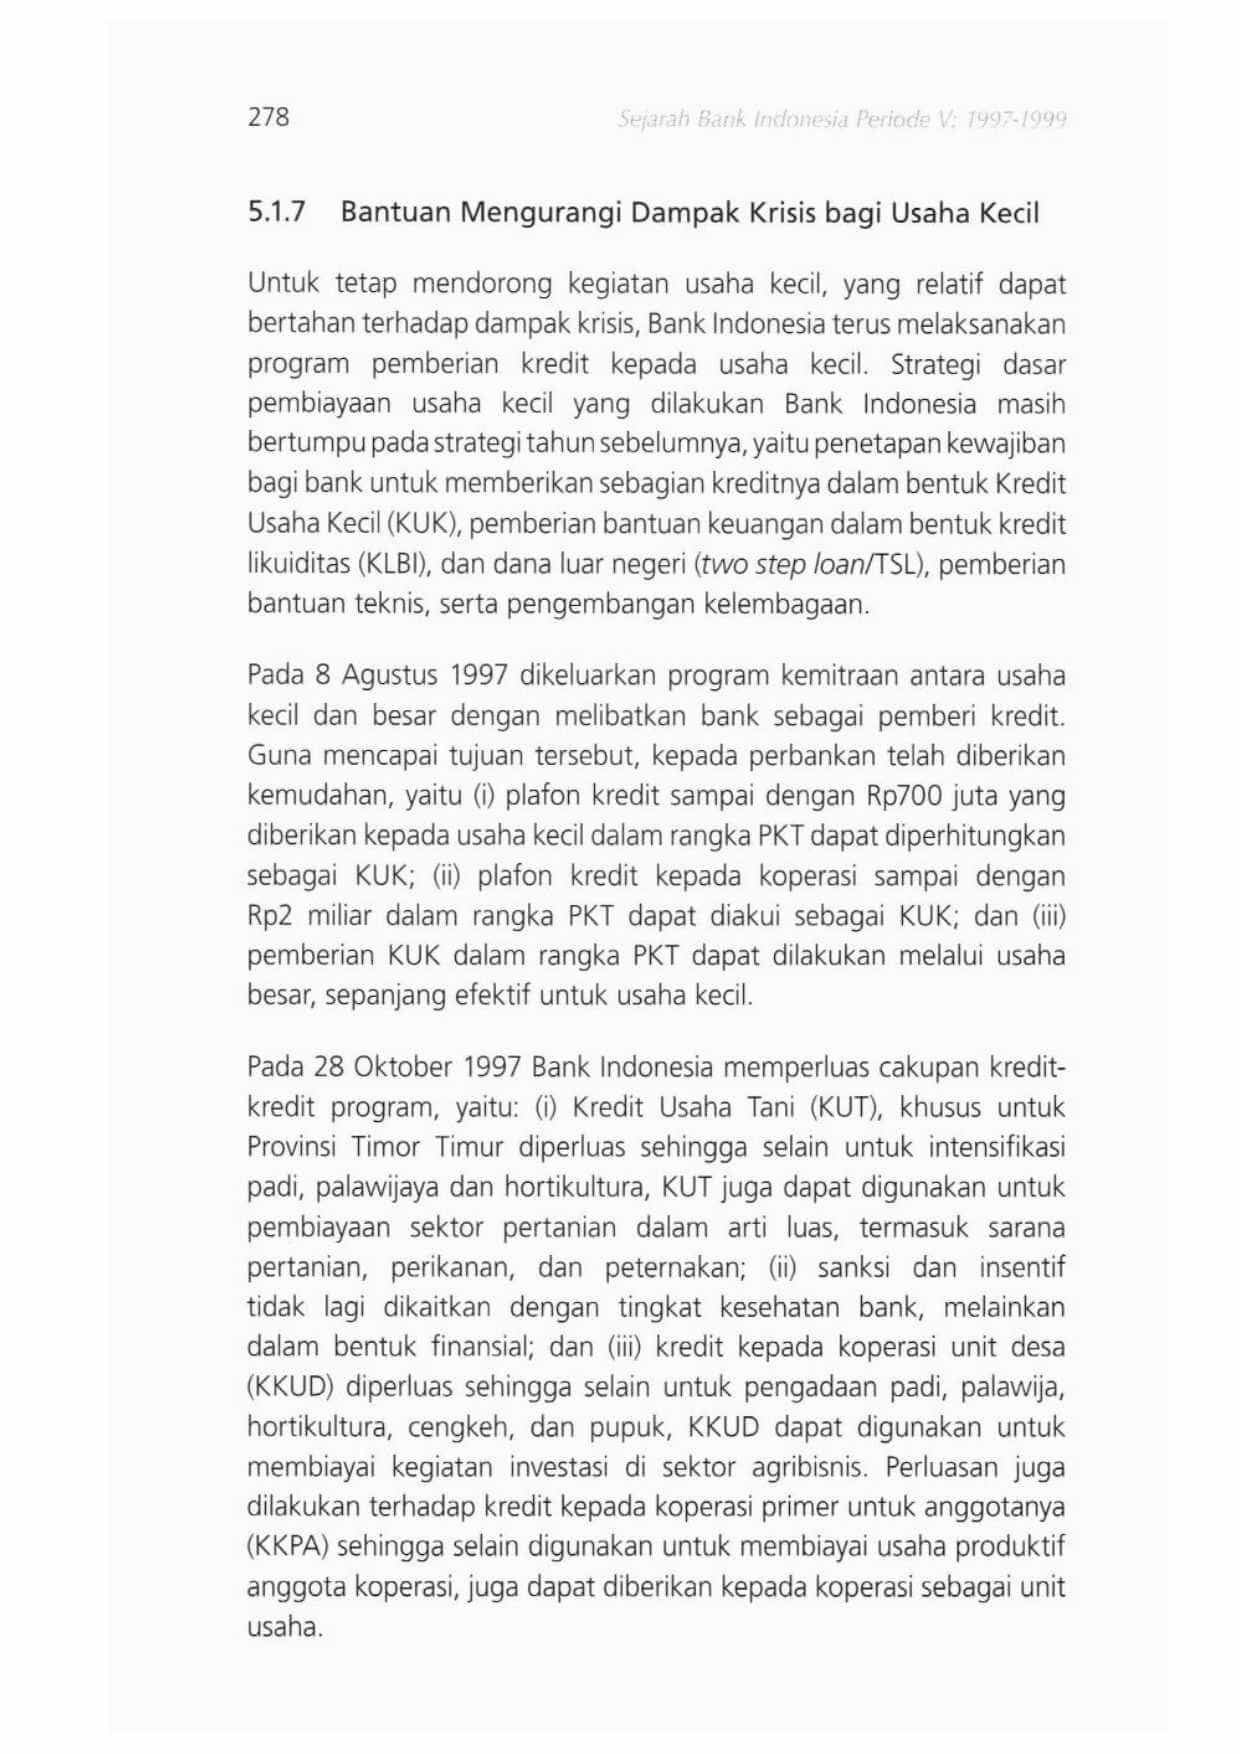 278
Sejarah Bank Indonesia Periode V: 1997-1999
5.1.7 Bantuan Mengurangi Dampak Krisis bagi Usaha Kecil
Untuk tetap mendorong kegiatan usaha kecil, yang relatif dapat
bertahan terhadap dampak krisis, Bank Indonesia terus melaksanakan
program pemberian kredit kepada usaha kecil. Strategi dasar
pembiayaan usaha kecil yang dilakukan Bank Indonesia masih
bertumpu pada strategi tahun sebelumnya, yaitu penetapan kewajiban
bagi bank untuk memberikan sebagian kreditnya dalam bentuk Kredit
Usaha Kecil (KUK), pemberian bantuan keuangan dalam bentuk kredit
likuiditas (KLBI), dan dana luar negeri (two step loan/TSL), pemberian
bantuan teknis, serta pengembangan kelembagaan.
Pada 8 Agustus 1997 dikeluarkan program kemitraan antara usaha
kecil dan besar dengan melibatkan bank sebagai pemberi kredit.
Guna mencapai tujuan tersebut, kepada perbankan telah diberikan
kemudahan, yaitu (i) plafon kredit sampai dengan Rp700 juta yang
diberikan kepada usaha kecil dalam rangka PKT dapat diperhitungkan
sebagai KUK; (ii) plafon kredit kepada koperasi sampai dengan
Rp2 miliar dalam rangka PKT dapat diakui sebagai KUK; dan (iii)
pemberian KUK dalam rangka PKT dapat dilakukan melalui usaha
besar, sepanjang efektif untuk usaha kecil.
Pada 28 Oktober 1997 Bank Indonesia memperluas cakupan kredit-
kredit program, yaitu: (i) Kredit Usaha Tani (KUT), khusus untuk
Provinsi Timor Timur diperluas sehingga selain untuk intensifikasi
padi, palawijaya dan hortikultura, KUT juga dapat digunakan untuk
pembiayaan sektor pertanian dalam arti luas, termasuk sarana
pertanian, perikanan, dan peternakan; (ii) sanksi dan insentif
tidak lagi dikaitkan dengan tingkat kesehatan bank, melainkan
dalam bentuk finansial; dan (iii) kredit kepada koperasi unit desa
(KKUD) diperluas sehingga selain untuk pengadaan padi, palawija,
hortikultura, cengkeh, dan pupuk, KKUD dapat digunakan untuk
membiayai kegiatan investasi di sektor agribisnis. Perluasan juga
dilakukan terhadap kredit kepada koperasi primer untuk anggotanya
(KKPA) sehingga selain digunakan untuk membiayai usaha produktif
anggota koperasi, juga dapat diberikan kepada koperasi sebagai unit
usaha.